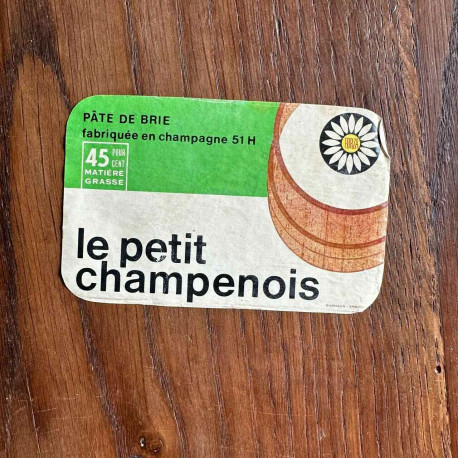 PÂTE DE BRIE
fabriquée en champagne 51 H
45 POUR
CENT
MATIÈRE
GRASSE
le petit
champenois